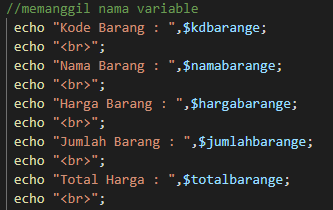 //memanggil nama variable
echo "Kode Barang : ",$kdbarange;
echo "<br>";
echo "Nama Barang : ",$namabarange;
echo "<br>";
echo "Harga Barang : ",$hargabarange;
echo "<br>";
echo "Jumlah Barang : ",$jumlahbarange;
echo "<br>";
echo "Total Harga : ",$totalbarange;
echo "<br>";